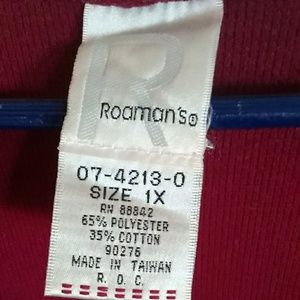 R
Roaman's®
07-4213-0
SIZE 1X
RN 88842
65% POLYESTER
35% COTTON
90276
MADE IN TAIWAN
R. O. C.